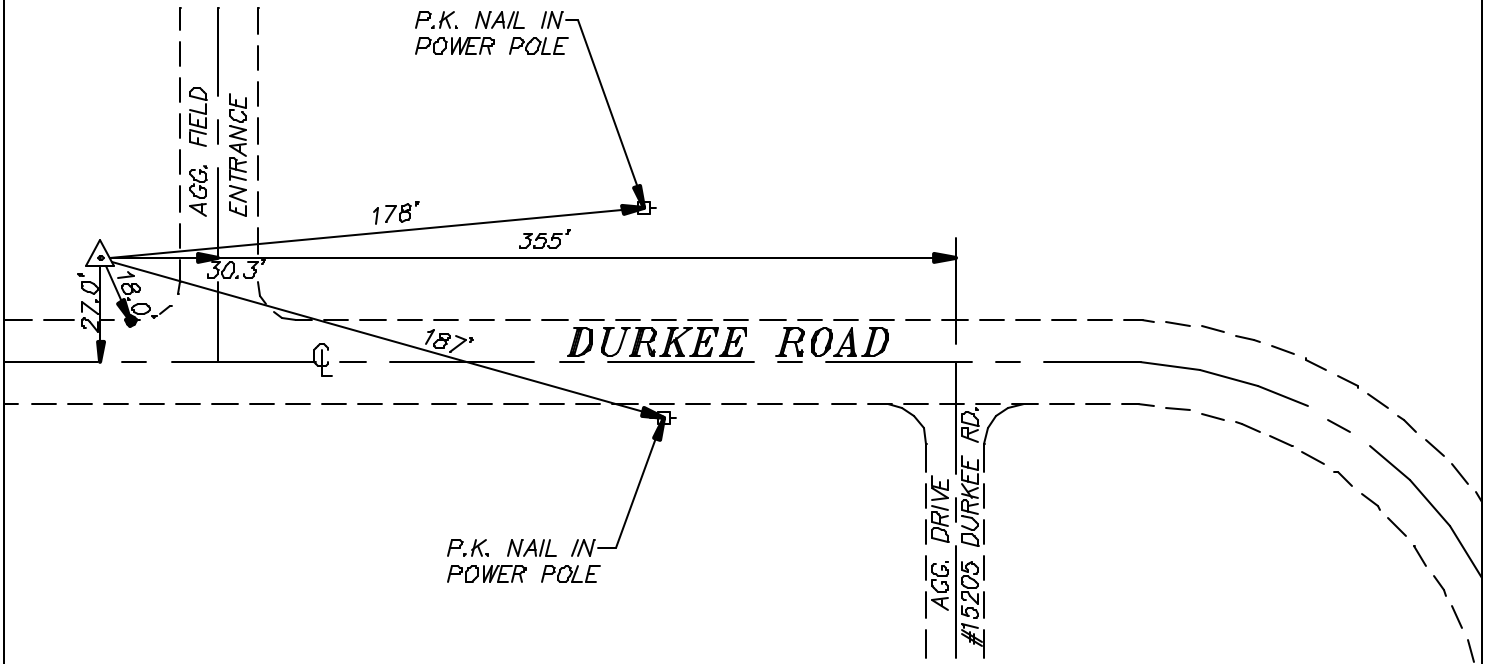 P.K. NAIL IN
POWER POLE
AGG. FIELD
ENTRANCE
178'
355'
30.3'
27.0'
18.0'
187'
DURKEE ROAD
℄
P.K. NAIL IN
POWER POLE
AGG. DRIVE
#15205 DURKEE RD.